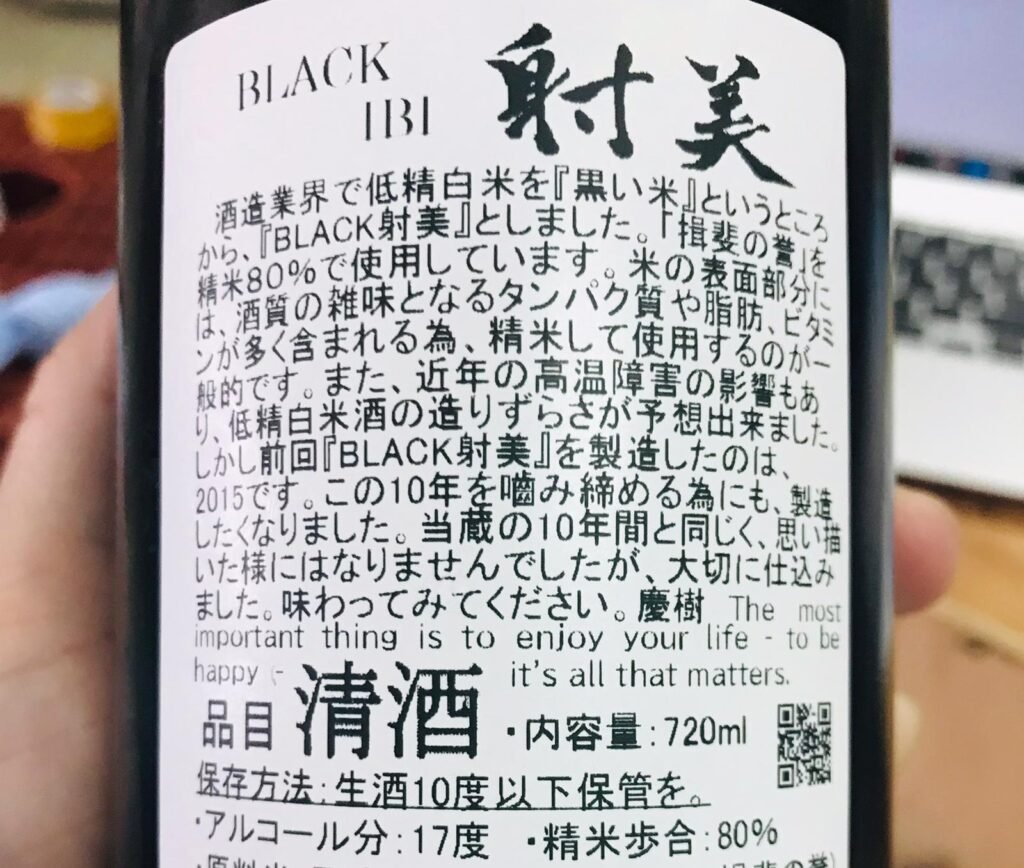 BLACK
IBI
射美
酒造業界で低精白米を『黒い米』というところ
から、『BLACK射美』としました。「揖斐の誉」を
精米80%で使用しています。米の表面部分に
は、酒質の雑味となるタンパク質や脂肪、ビタミ
ンが多く含まれる為、精米して使用するのが一
般的です。また、近年の高温障害の影響もあ
り、低精白米酒の造りずらさが予想出来ました。
しかし前回『BLACK射美』を製造したのは、
2015です。この10年を嚙み締める為にも、製造
したくなりました。当蔵の10年間と同じく、思い描
いた様にはなりませんでしたが、大切に仕込み
ました。味わってみてください。慶樹 The most
important thing is to enjoy your life - to be
happy - it's all that matters.
品目 清酒 ・内容量:720ml
保存方法:生酒10度以下保管を。
・アルコール分:17度 ・精米歩合:80%